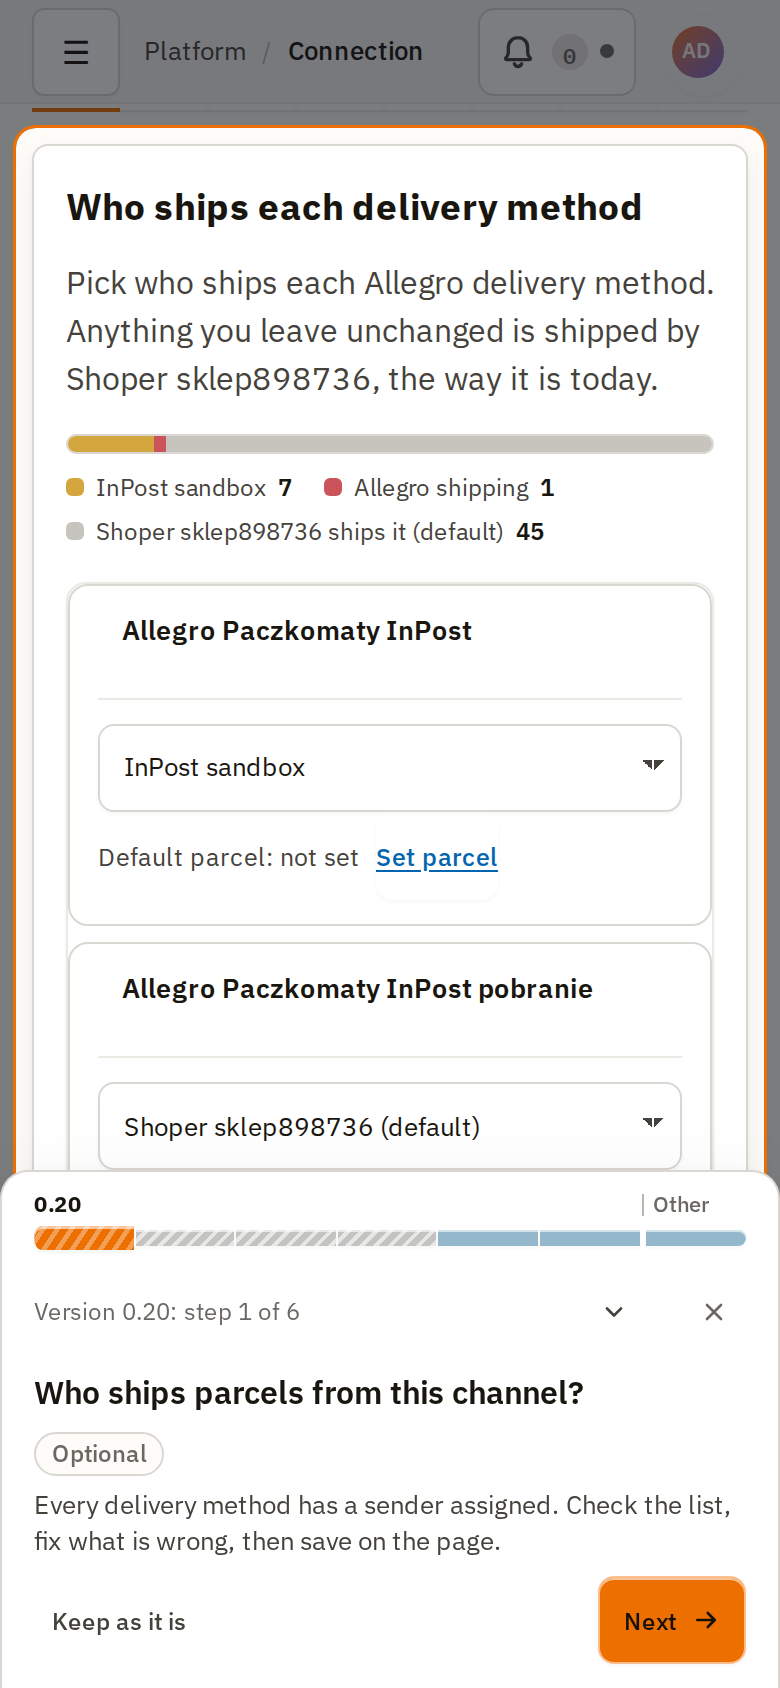 Platform / Connection
0
AD
Who ships each delivery method
Pick who ships each Allegro delivery method.
Anything you leave unchanged is shipped by
Shoper sklep898736, the way it is today.
InPost sandbox 7 Allegro shipping 1
Shoper sklep898736 ships it (default) 45
Allegro Paczkomaty InPost
InPost sandbox
Default parcel: not set Set parcel
Allegro Paczkomaty InPost pobranie
Shoper sklep898736 (default)
0.20 Other
Version 0.20: step 1 of 6
Who ships parcels from this channel?
Optional
Every delivery method has a sender assigned. Check the list,
fix what is wrong, then save on the page.
Keep as it is
Next →